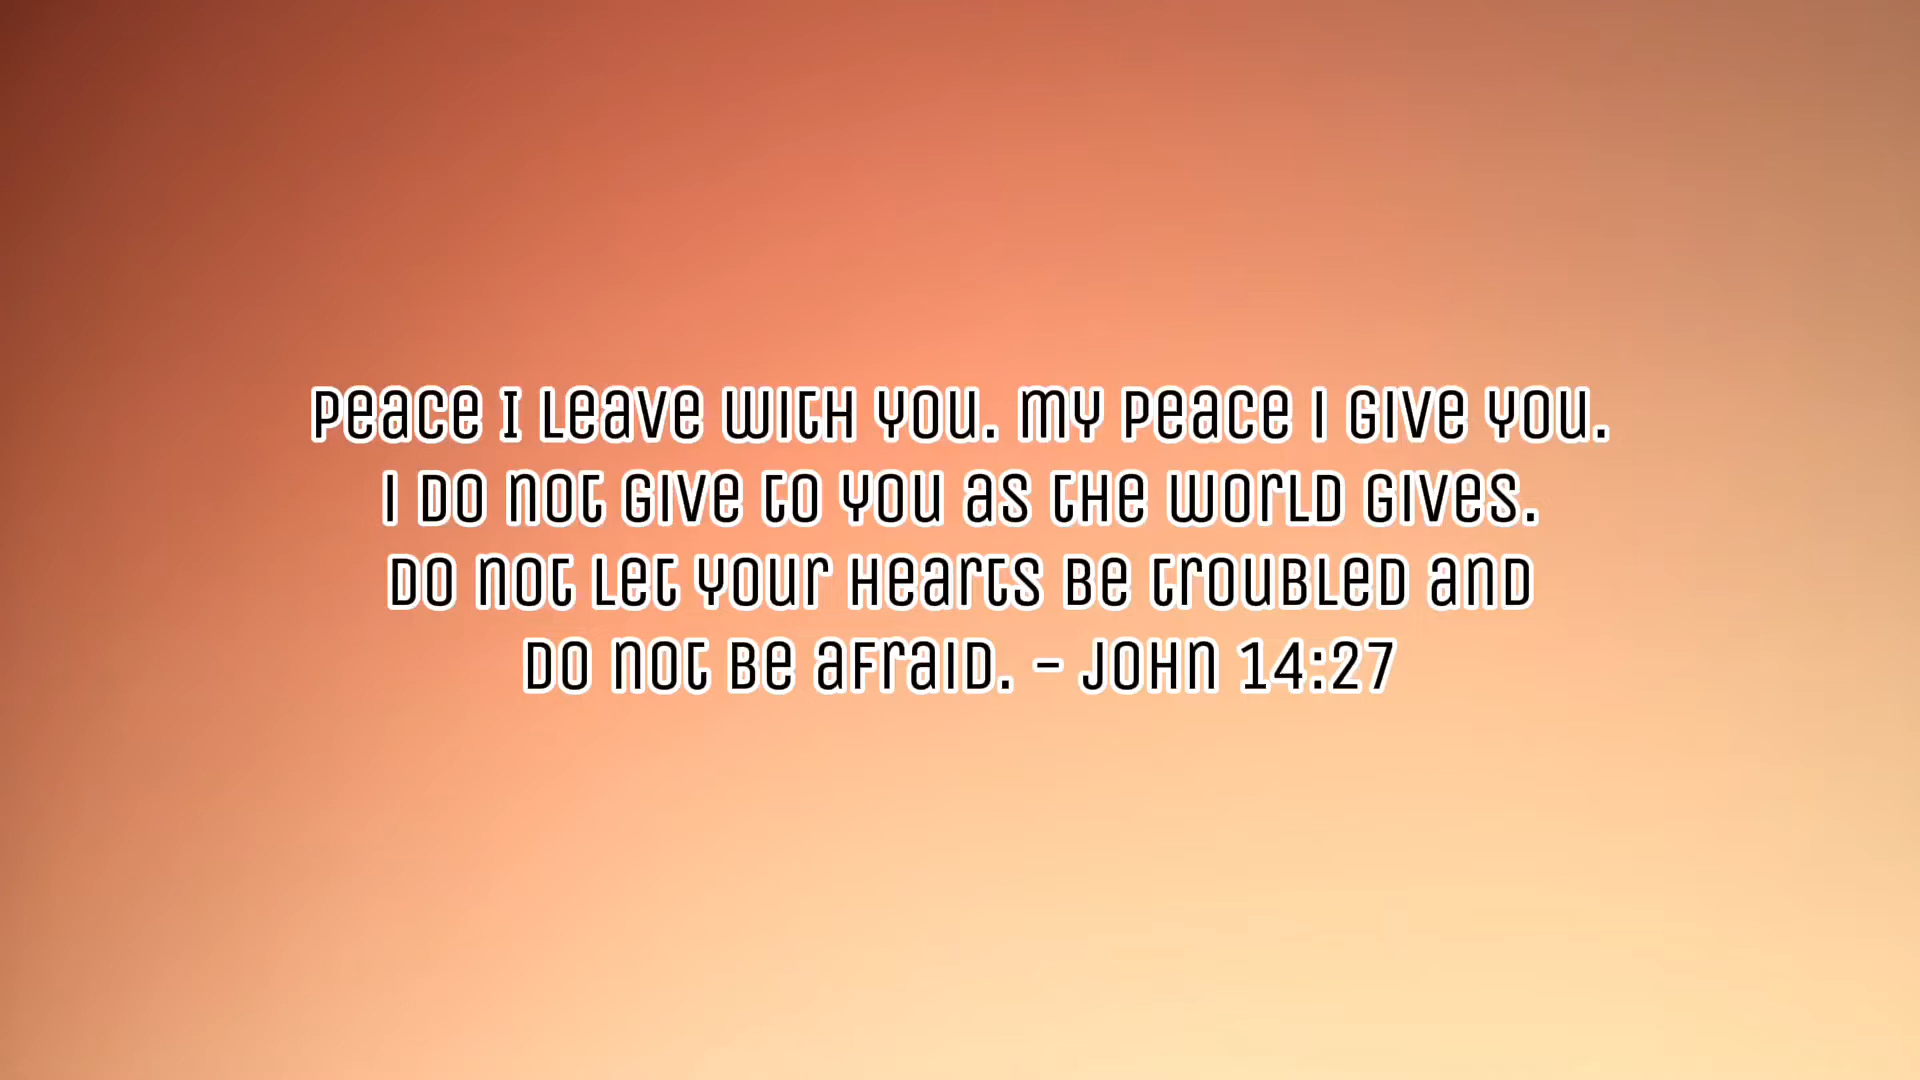 Peace I leave with you. My peace I give you.
I do not give to you as the world gives.
Do not let your hearts be troubled and
do not be afraid. - John 14:27